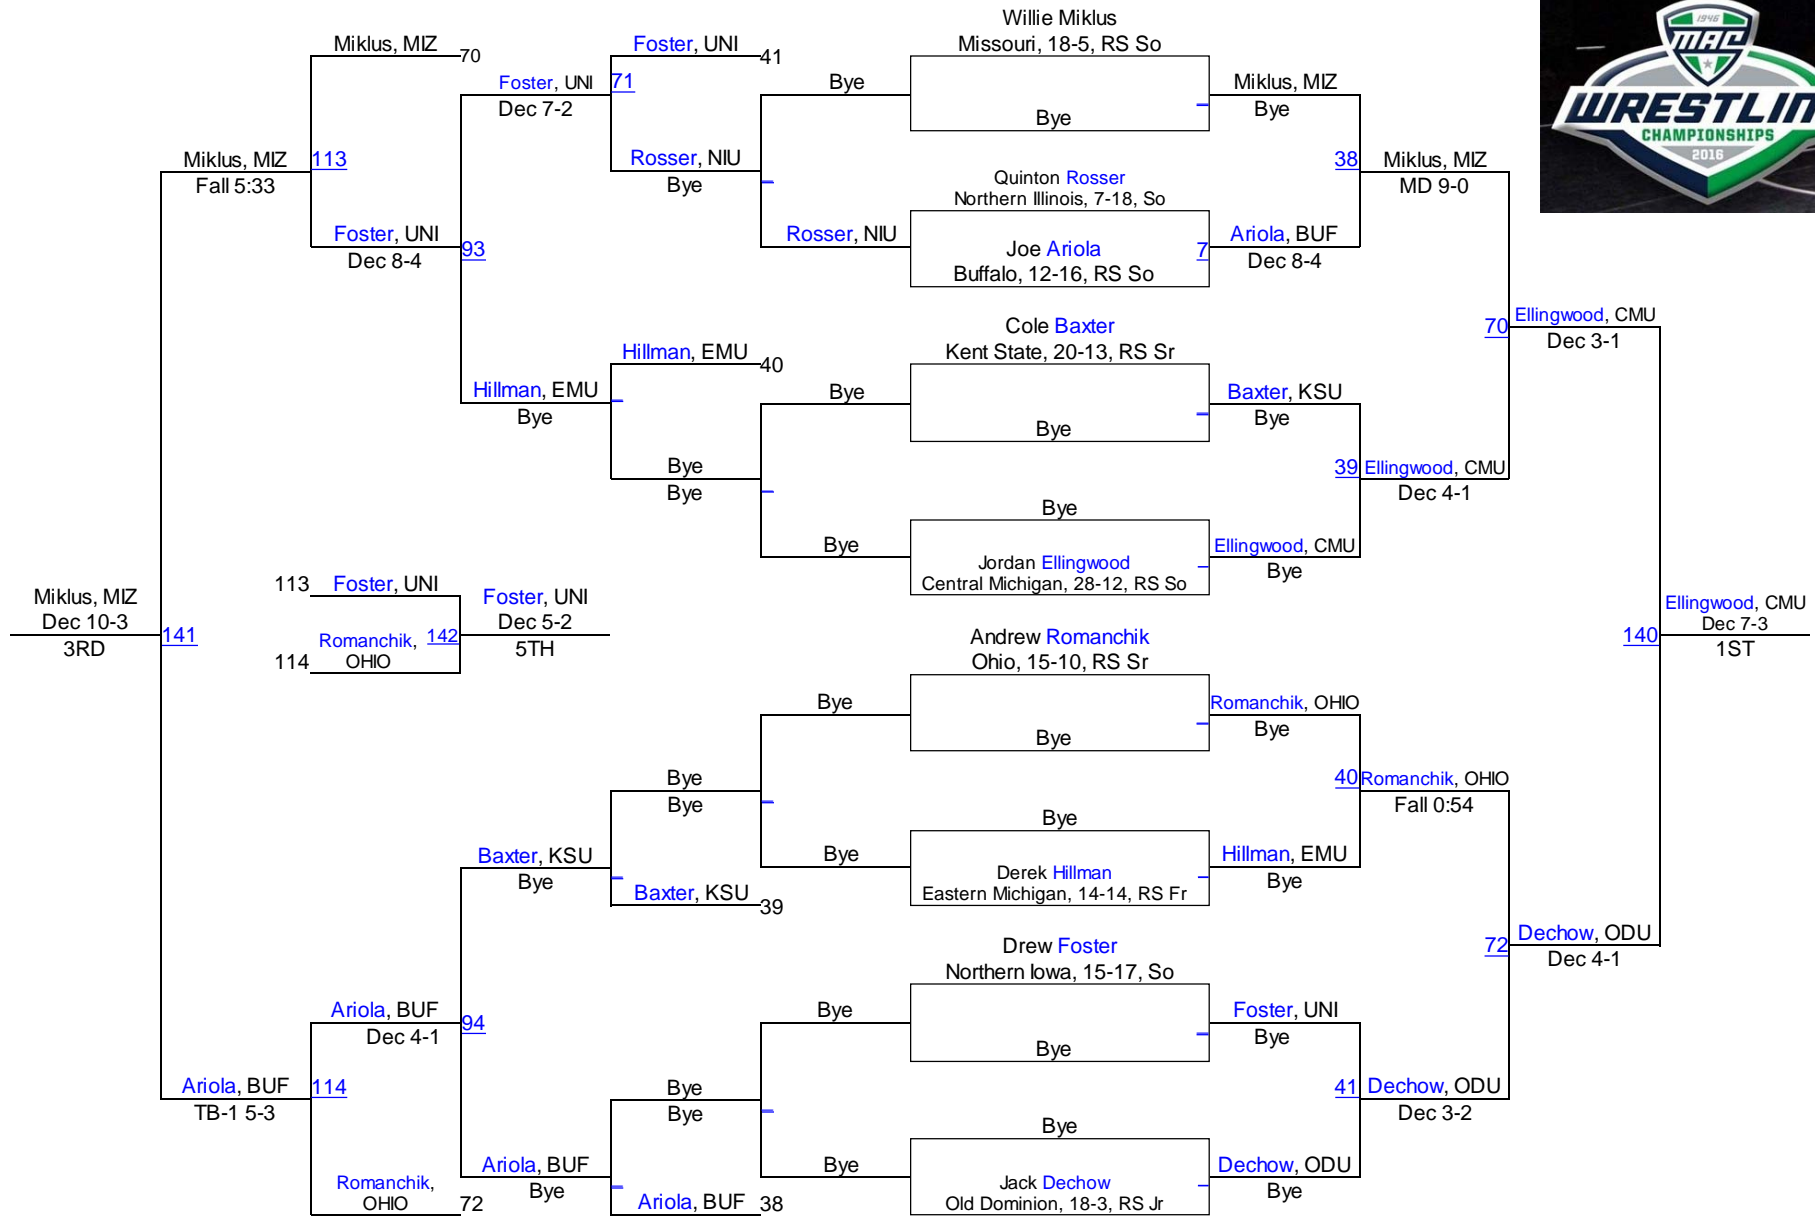 Willie Miklus
Missouri, 18-5, RS So
Bye
Quinton Rosser
Northern Illinois, 7-18, So
Joe Ariola
Buffalo, 12-16, RS So
7
Cole Baxter
Kent State, 20-13, RS Sr
Bye
Bye
Jordan Ellingwood
Central Michigan, 28-12, RS So
Andrew Romanchik
Ohio, 15-10, RS Sr
Bye
Bye
Derek Hillman
Eastern Michigan, 14-14, RS Fr
Drew Foster
Northern Iowa, 15-17, So
Bye
Bye
Jack Dechow
Old Dominion, 18-3, RS Jr
Miklus, MIZ
Bye
38
Ariola, BUF
Dec 8-4
Baxter, KSU
Bye
39
Ellingwood, CMU
Bye
Romanchik, OHIO
Bye
40
Hillman, EMU
Bye
Foster, UNI
Bye
41
Dechow, ODU
Bye
Miklus, MIZ
MD 9-0
70
Ellingwood, CMU
Dec 4-1
Romanchik, OHIO
Fall 0:54
72
Dechow, ODU
Dec 3-2
Ellingwood, CMU
Dec 3-1
140
Dechow, ODU
Dec 4-1
Ellingwood, CMU
Dec 7-3
1ST
1946
MAC
WRESTLIN
CHAMPIONSHIPS
2016
Bye
Rosser, NIU
Bye
Bye
Bye
Bye
Bye
Bye
Foster, UNI
41
71
Rosser, NIU
Bye
Hillman, EMU
40
Bye
Bye
Bye
Bye
Baxter, KSU
39
Bye
Bye
Ariola, BUF
38
Foster, UNI
Dec 7-2
93
Hillman, EMU
Bye
Baxter, KSU
Bye
94
Ariola, BUF
Bye
Miklus, MIZ
70
113
Foster, UNI
Dec 8-4
113
Foster, UNI
142
Romanchik,
OHIO
114
Foster, UNI
Dec 5-2
5TH
Ariola, BUF
Dec 4-1
114
Romanchik,
OHIO
72
Miklus, MIZ
Fall 5:33
141
Ariola, BUF
TB-1 5-3
Miklus, MIZ
Dec 10-3
3RD